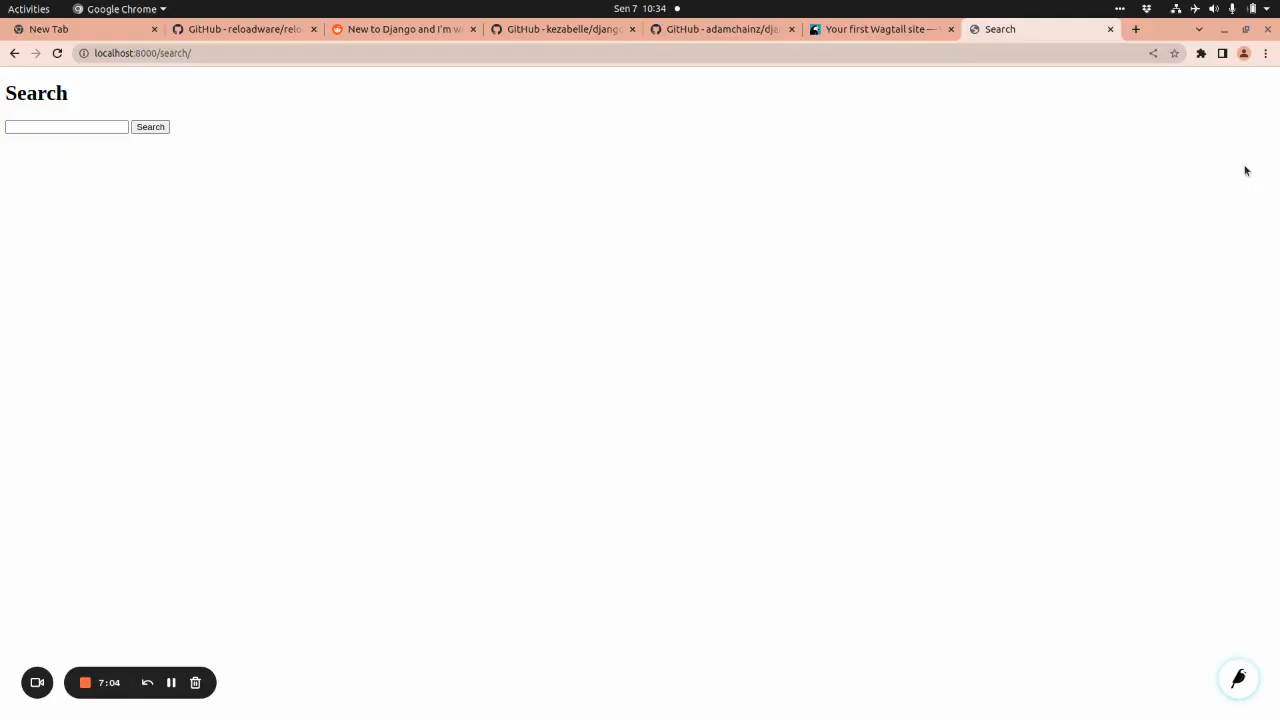 Activities
Google Chrome
Sen 7 10:34
New Tab
GitHub - reloadware/relo
New to Django and I'm w
GitHub - kezabelle/djang
GitHub - adamchainz/dja
Your first Wagtail site —
Search
localhost:8000/search/
Search
Search
7:04